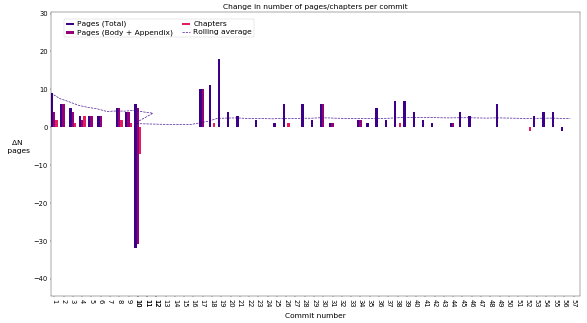 Change in number of pages/chapters per commit
Pages (Total)
Pages (Body + Appendix)
Chapters
Rolling average
30
20
10
0
−10
−20
−30
−40
ΔN
pages
1 2 3 4 5 6 7 8 9 10 11 12 13 14 15 16 17 18 19 20 21 22 23 24 25 26 27 28 29 30 31 32 33 34 35 36 37 38 39 40 41 42 43 44 45 46 47 48 49 50 51 52 53 54 55 56 57
Commit number